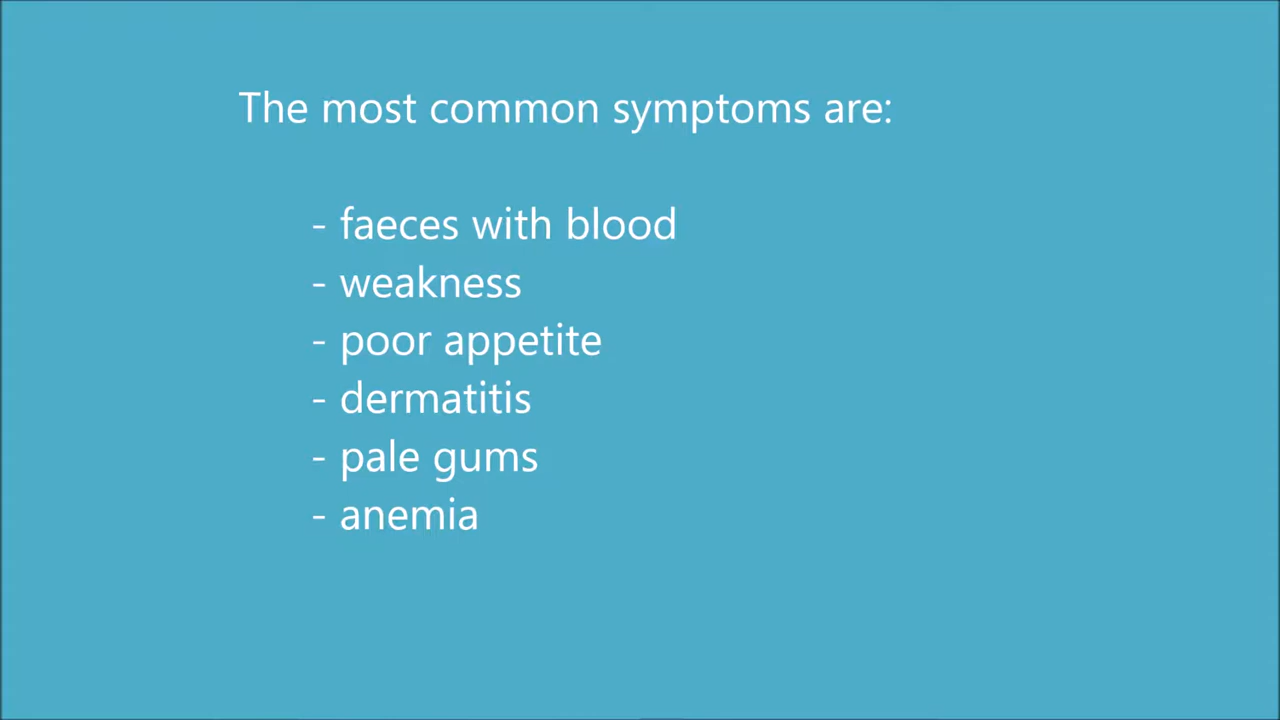 The most common symptoms are:
- faeces with blood
- weakness
- poor appetite
- dermatitis
- pale gums
- anemia